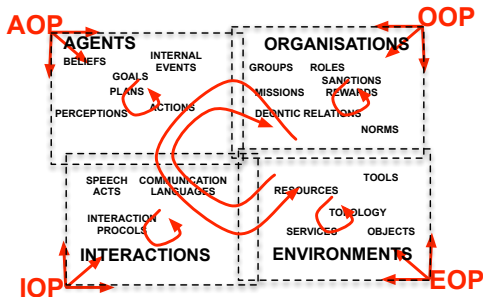 AOP
OOP
AGENTS
BELIEFS
INTERNAL
EVENTS
GOALS
PLANS
PERCEPTIONS
ACTIONS
ORGANISATIONS
GROUPS
ROLES
SANCTIONS
MISSIONS
REWARDS
DEONTIC RELATIONS
NORMS
SPEECH
ACTS
COMMUNICATION
LANGUAGES
INTERACTION
PROCOLS
INTERACTIONS
TOOLS
RESOURCES
TOPOLOGY
SERVICES
OBJECTS
ENVIRONMENTS
IOP
EOP